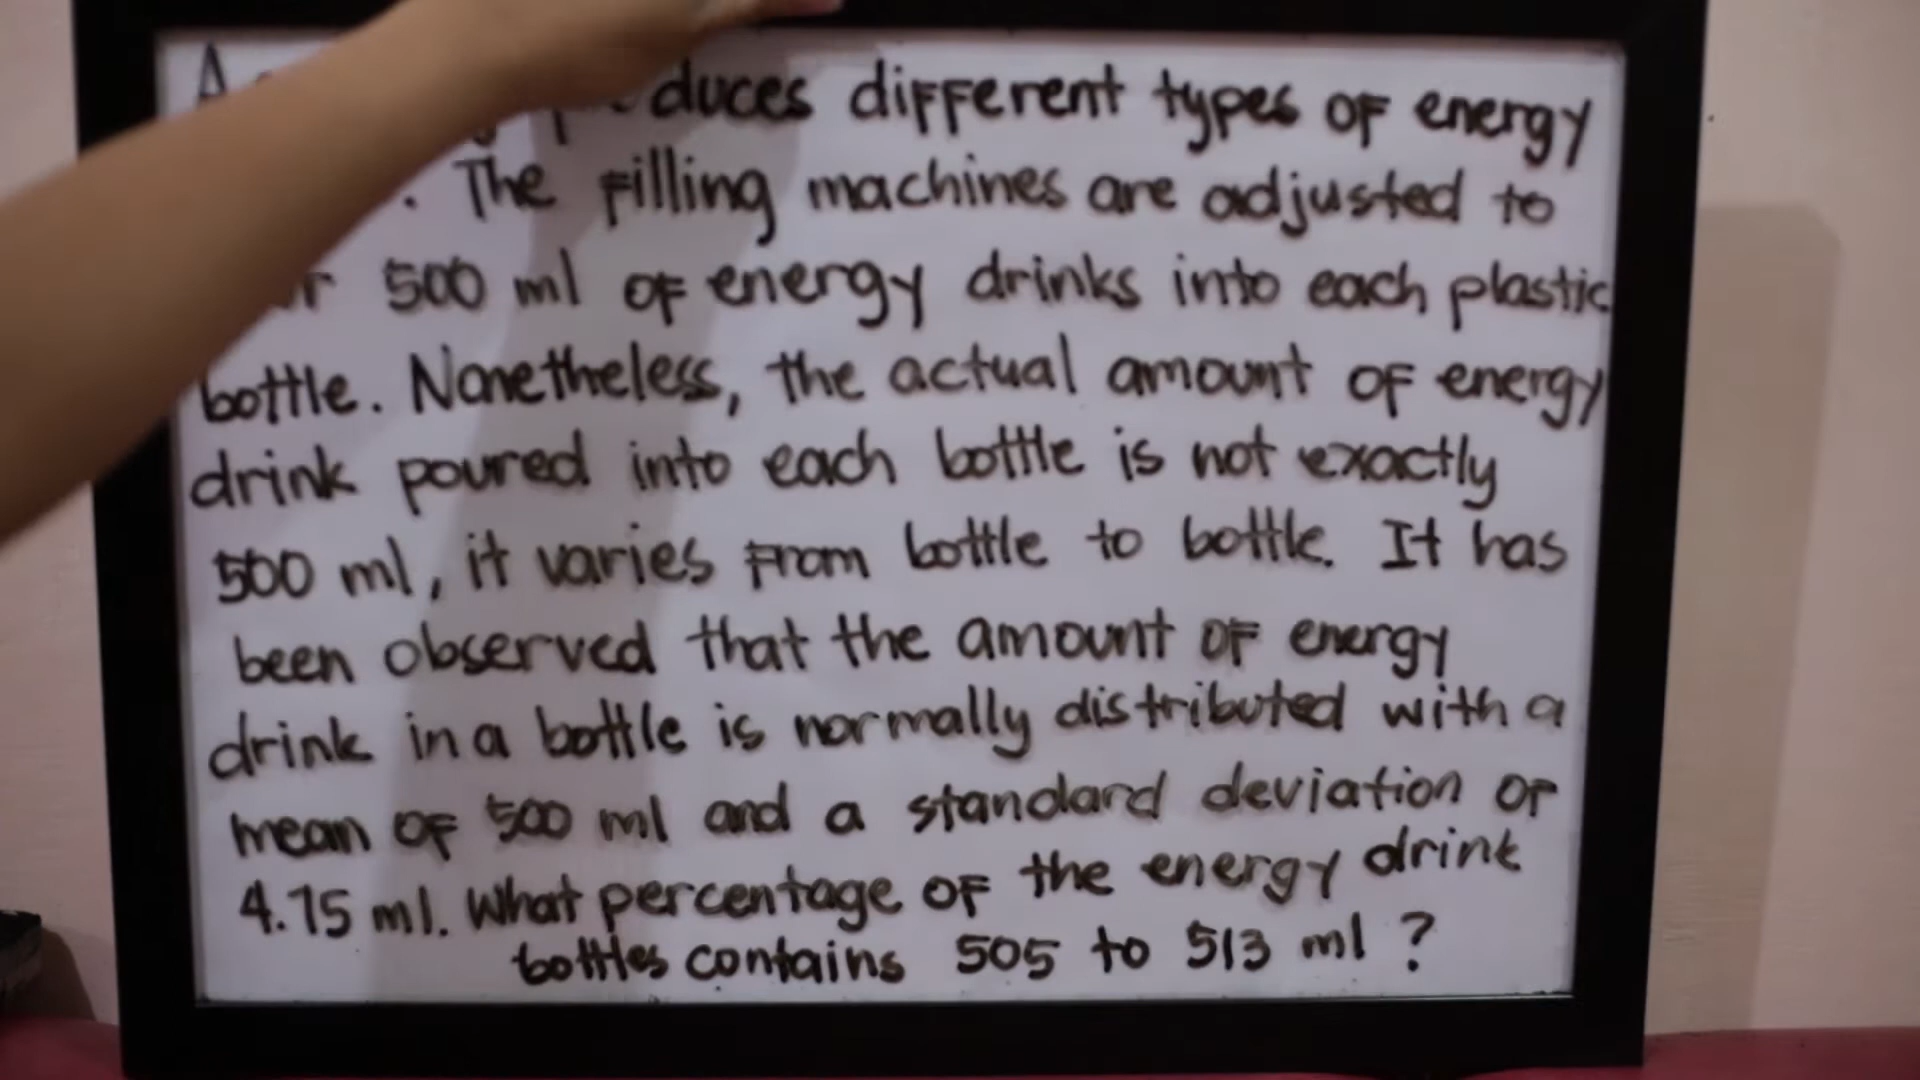 duces different types of energy
. The filling machines are adjusted to
r 500 ml of energy drinks into each plastic
bottle. Nonetheless, the actual amount of energy
drink poured into each bottle is not exactly
500 ml, it varies from bottle to bottle. It has
been observed that the amount of energy
drink in a bottle is normally distributed with a
mean of 500 ml and a standard deviation of
4.75 ml. What percentage of the energy drink
bottles contains 505 to 513 ml ?